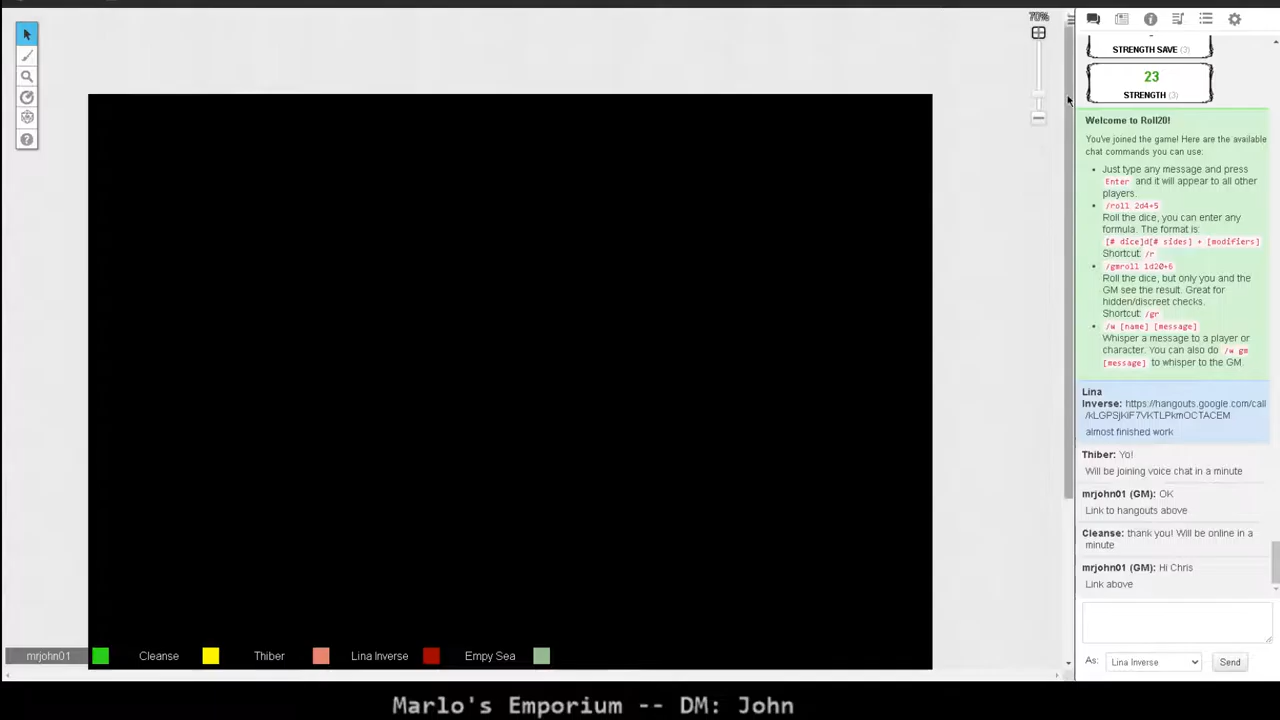 70%
STRENGTH SAVE (3)
23
STRENGTH (3)
Welcome to Roll20!
You've joined the game! Here are the available
chat commands you can use:
Just type any message and press
Enter and it will appear to all other
players.
/roll 2d4+5
Roll the dice, you can enter any
formula. The format is:
[# dice]d[# sides] + [modifiers]
Shortcut: /r
/gmroll 1d20+6
Roll the dice, but only you and the
GM see the result. Great for
hidden/discreet checks.
Shortcut: /gr
/w [name] [message]
Whisper a message to a player or
character. You can also do /w gm
[message] to whisper to the GM.
Lina
Inverse: https://hangouts.google.com/call
almost finished work
Thiber: Yo!
Will be joining voice chat in a minute
mrjohn01 (GM): OK
Link to hangouts above
Cleanse: thank you! Will be online in a
minute
mrjohn01 (GM): Hi Chris
Link above
As: Lina Inverse Send
mrjohn01 Cleanse Thiber Lina Inverse Empy Sea
Marlo's Emporium -- DM: John